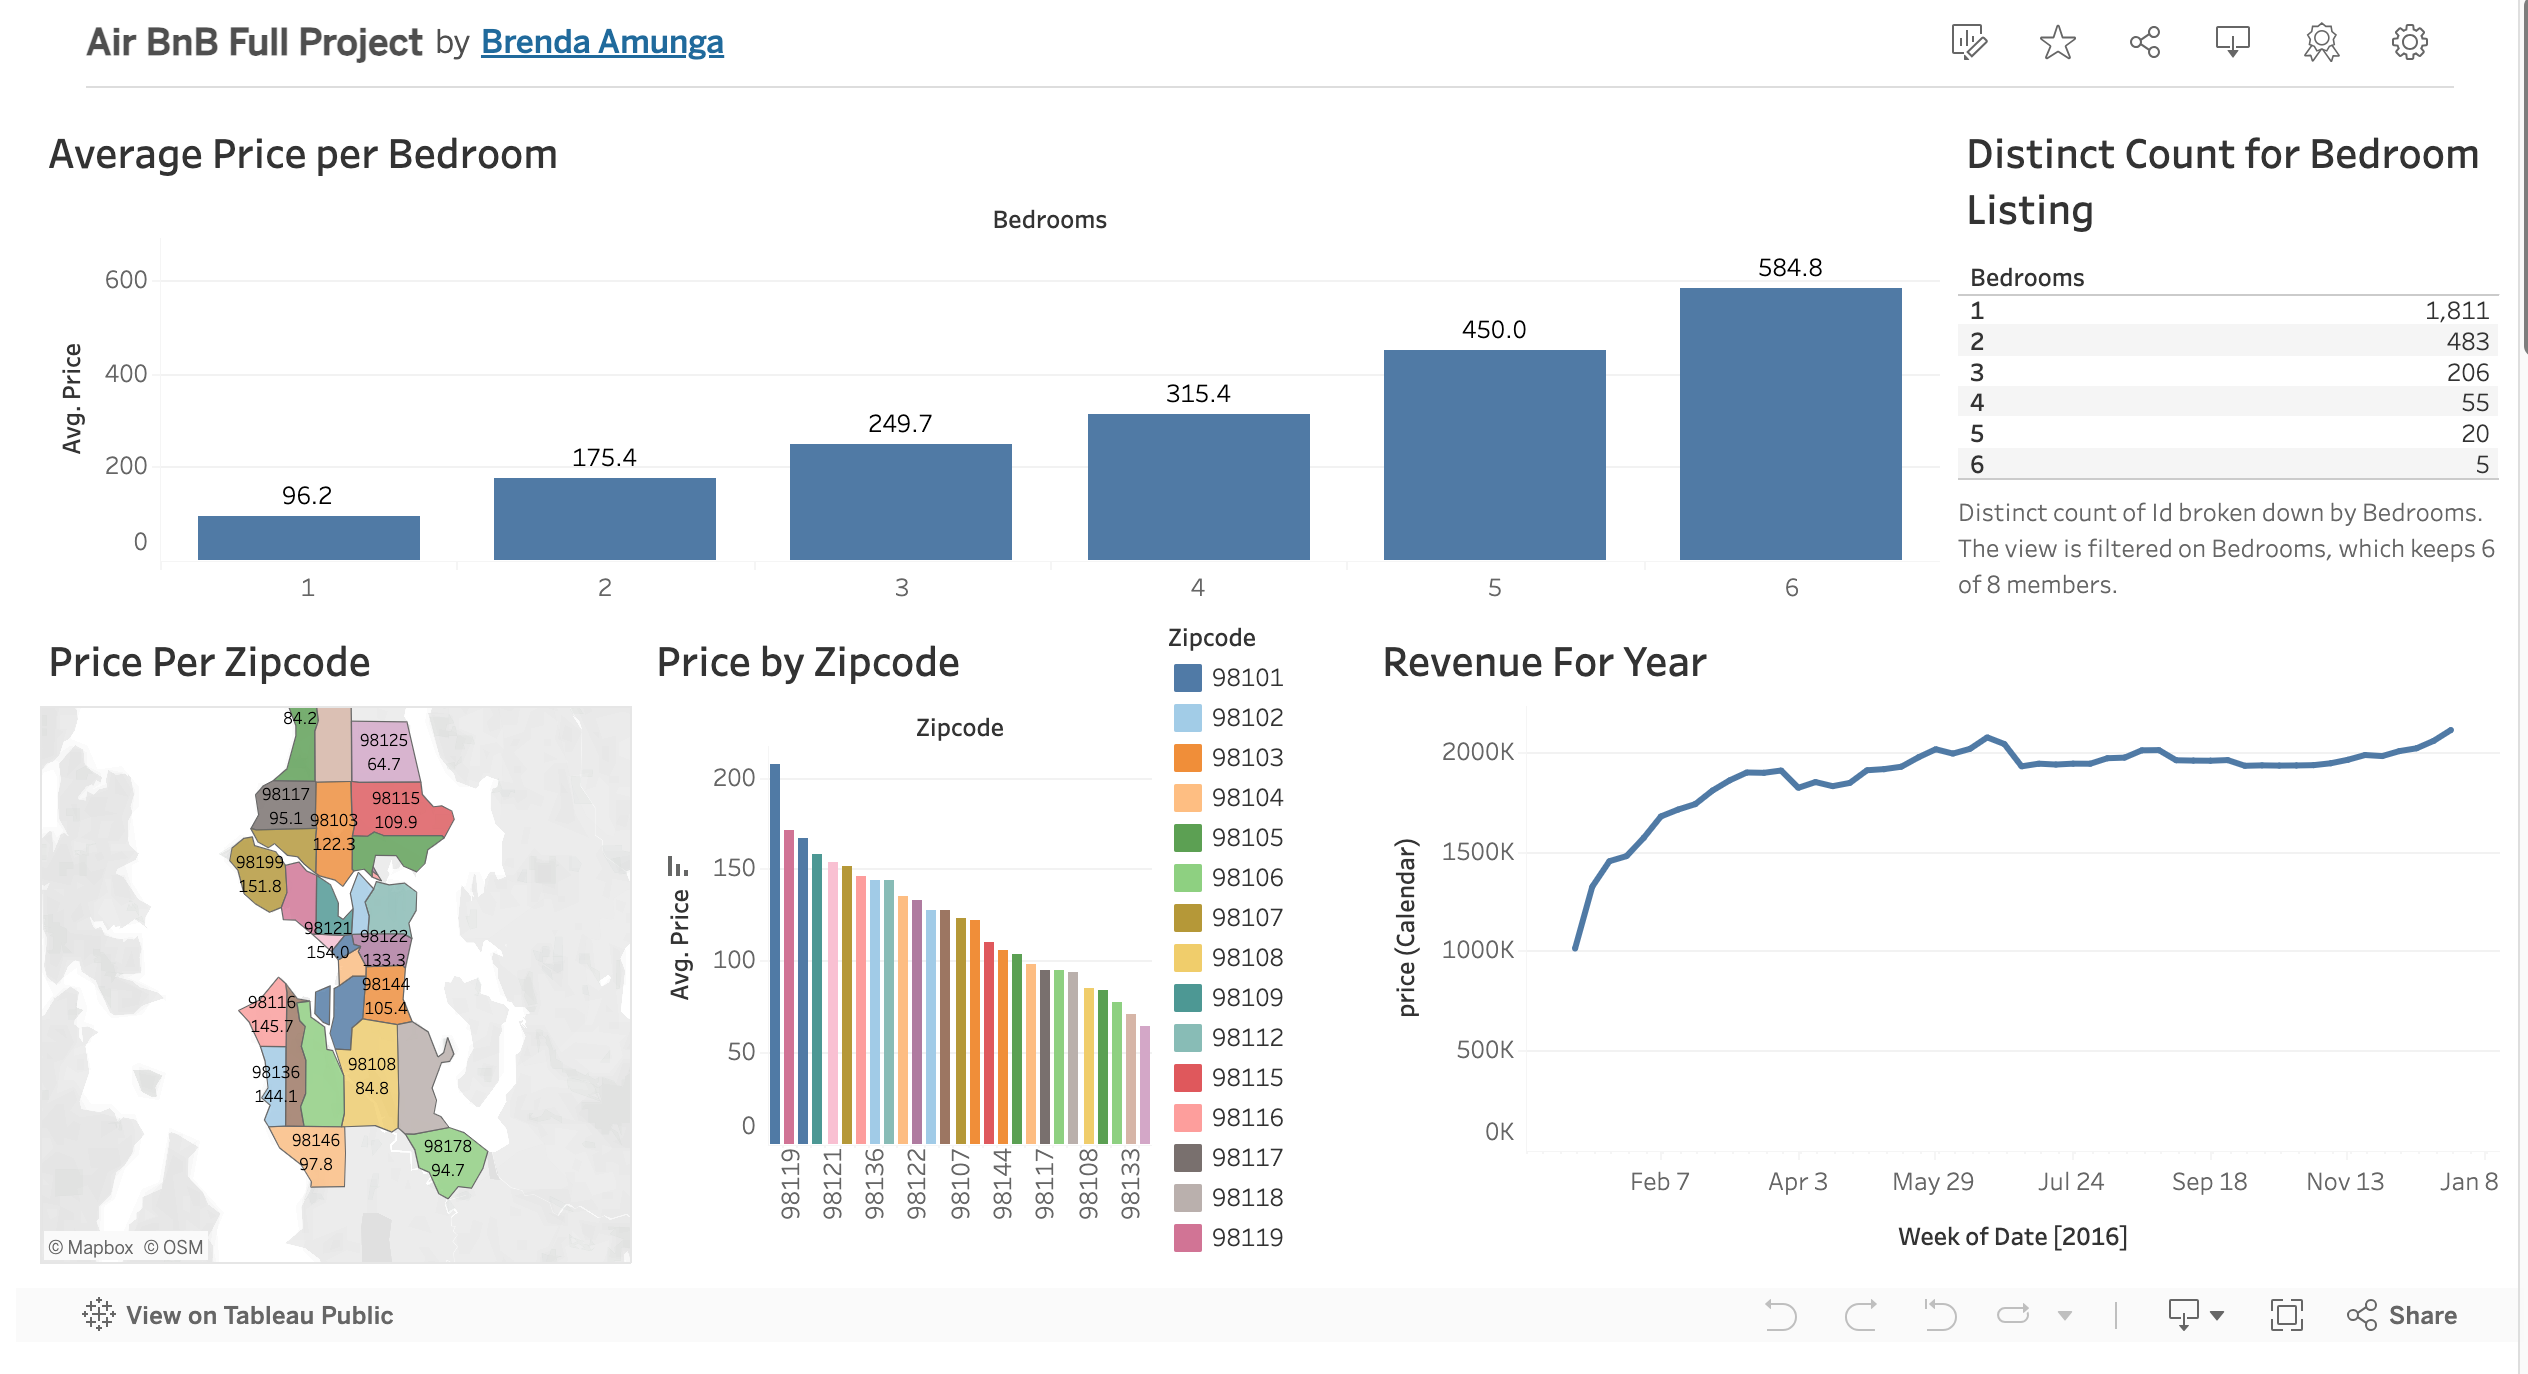 Air BnB Full Project by Brenda Amunga
Average Price per Bedroom
Bedrooms
Avg. Price
600
400
200
0
96.2
175.4
249.7
315.4
450.0
584.8
1
2
3
4
5
6
Distinct Count for Bedroom
Listing
Bedrooms
1 1,811
2 483
3 206
4 55
5 20
6 5
Distinct count of Id broken down by Bedrooms.
The view is filtered on Bedrooms, which keeps 6
of 8 members.
Price Per Zipcode
84.2
98125
64.7
98117
95.1
98103
122.3
98115
109.9
98199
151.8
98121
154.0
98122
133.3
98144
105.4
98116
145.7
98136
144.1
98108
84.8
98146
97.8
98178
94.7
© Mapbox © OSM
Price by Zipcode
Zipcode
Avg. Price
200
150
100
50
0
98119
98121
98136
98122
98107
98144
98117
98108
98133
Zipcode
98101
98102
98103
98104
98105
98106
98107
98108
98109
98112
98115
98116
98117
98118
98119
Revenue For Year
price (Calendar)
2000K
1500K
1000K
500K
0K
Feb 7
Apr 3
May 29
Jul 24
Sep 18
Nov 13
Jan 8
Week of Date [2016]
View on Tableau Public
Share